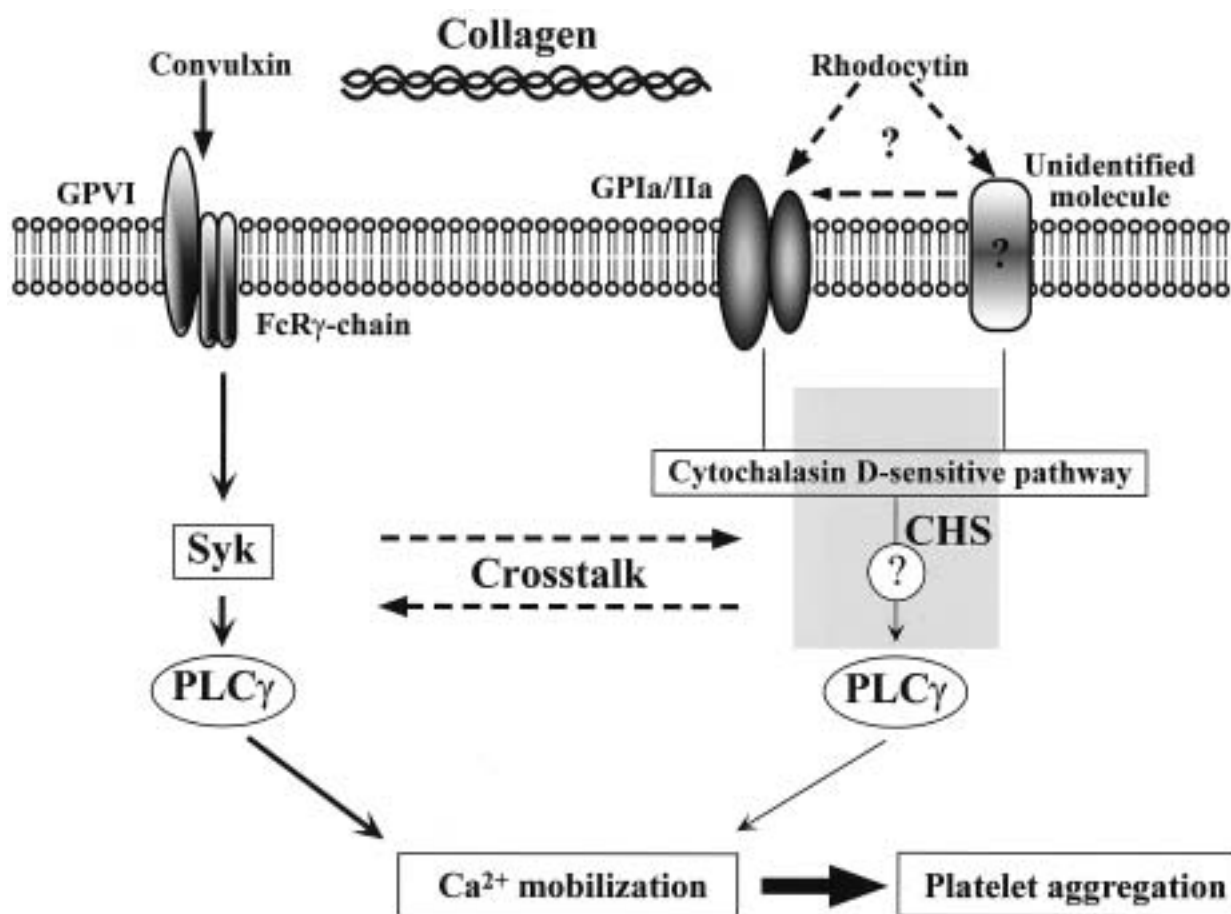 Collagen
Convulxin
Rhodocytin
?
Unidentified
molecule
GPVI
GPIa/IIa
?
FcRγ-chain
Cytochalasin D-sensitive pathway
CHS
Syk
?
Crosstalk
PLCγ
PLCγ
Ca²⁺ mobilization
Platelet aggregation